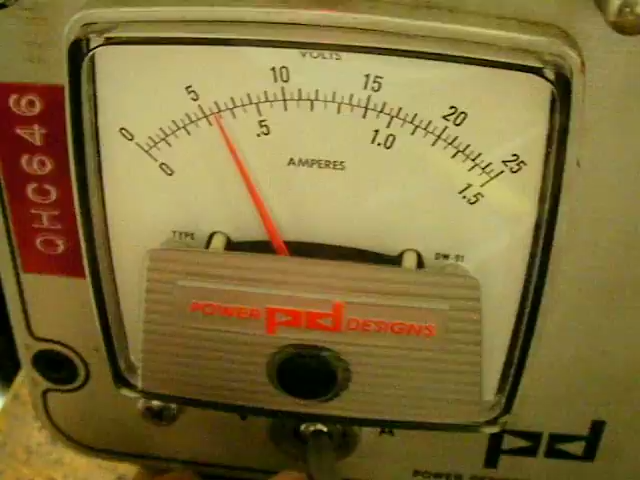 VOLTS
0 5 10 15 20 25
0 .5 1.0 1.5
AMPERES
QHC646
TYPE DW-91
POWER pd DESIGNS
V A
pd
POWER